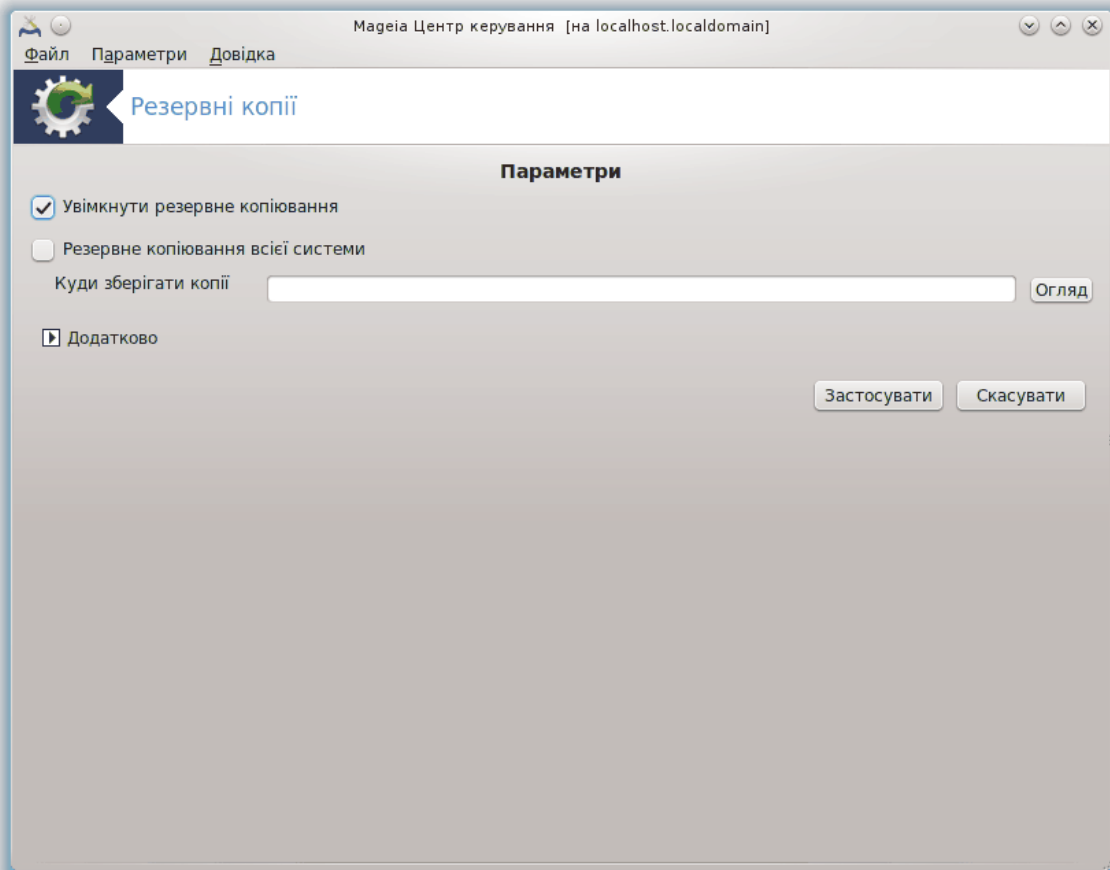 Mageia Центр керування [на localhost.localdomain]
Файл Параметри Довідка
Резервні копії
Параметри
Увімкнути резервне копіювання
Резервне копіювання всієї системи
Куди зберігати копії Огляд
Додатково
Застосувати Скасувати